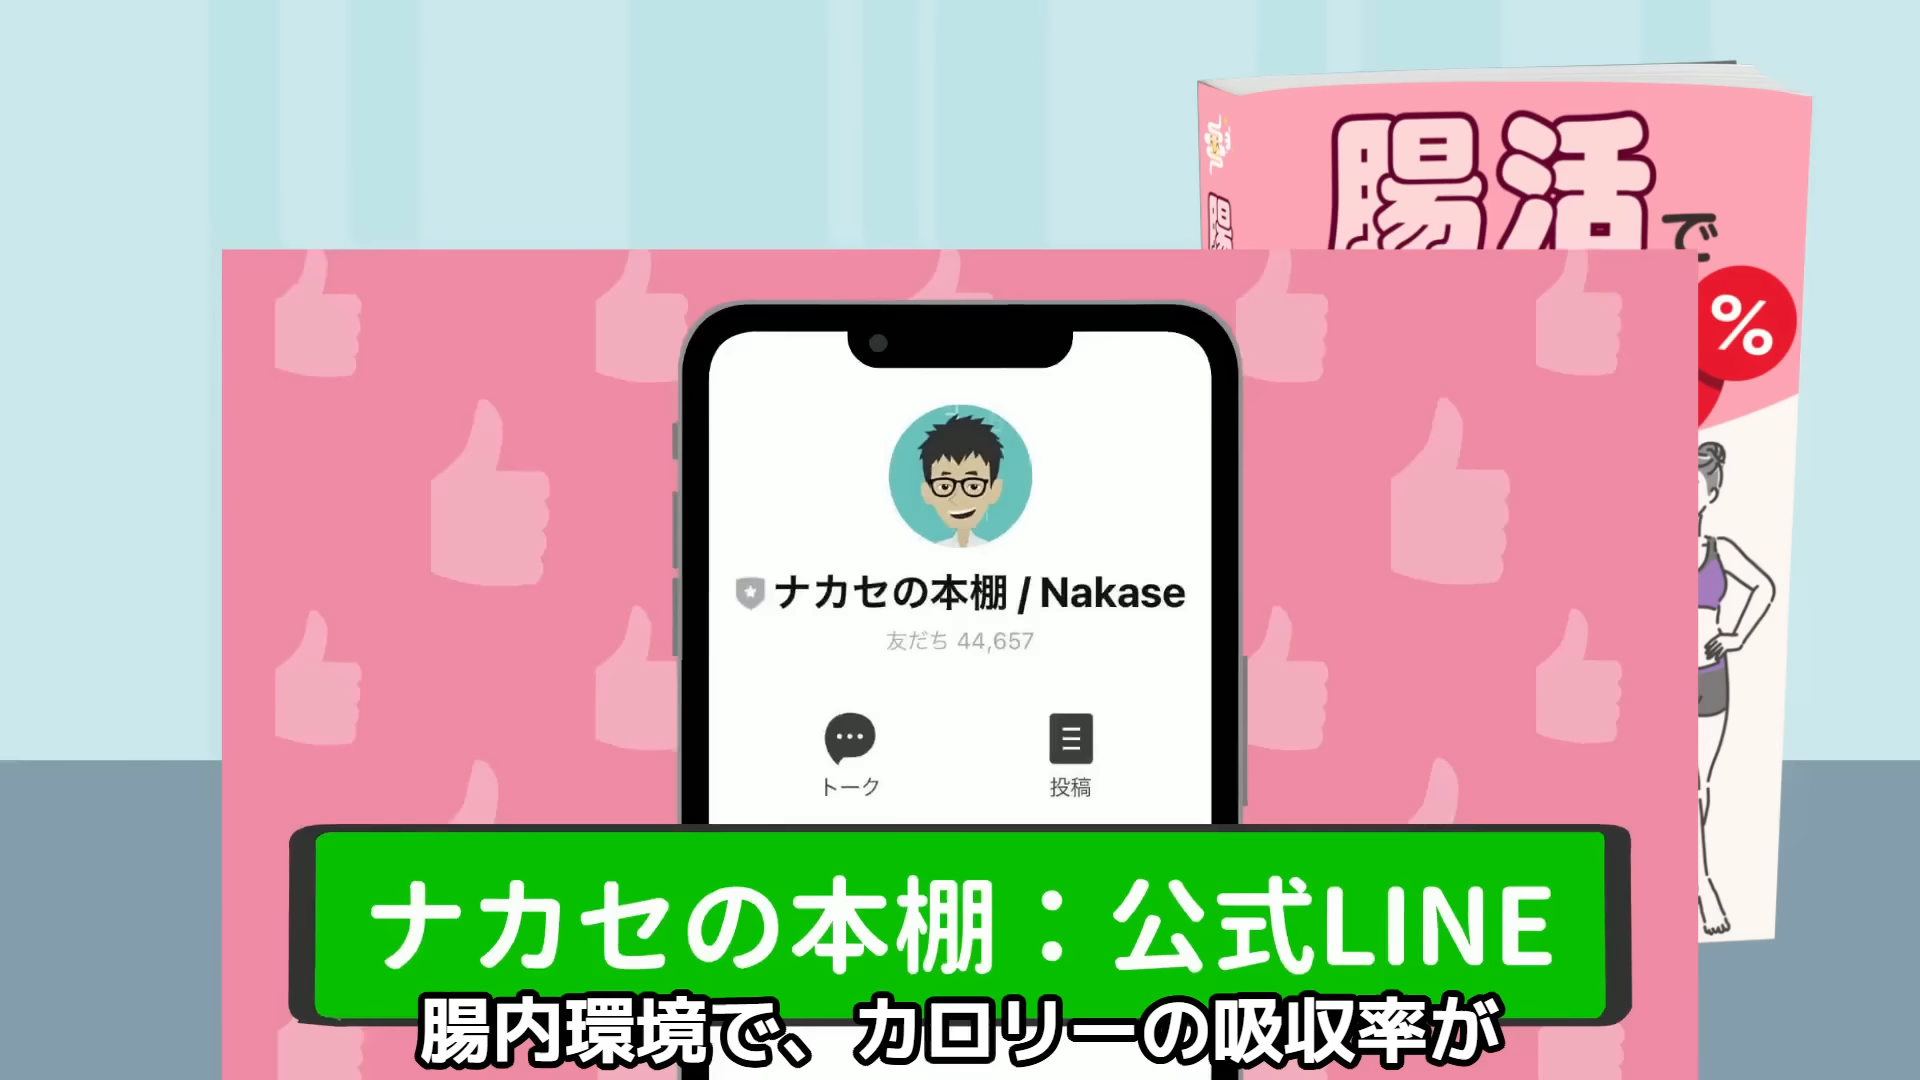 腸活で
腸
%
ナカセの本棚 / Nakase
友だち 44,657
トーク
投稿
ナカセの本棚：公式LINE
腸内環境で、カロリーの吸収率が